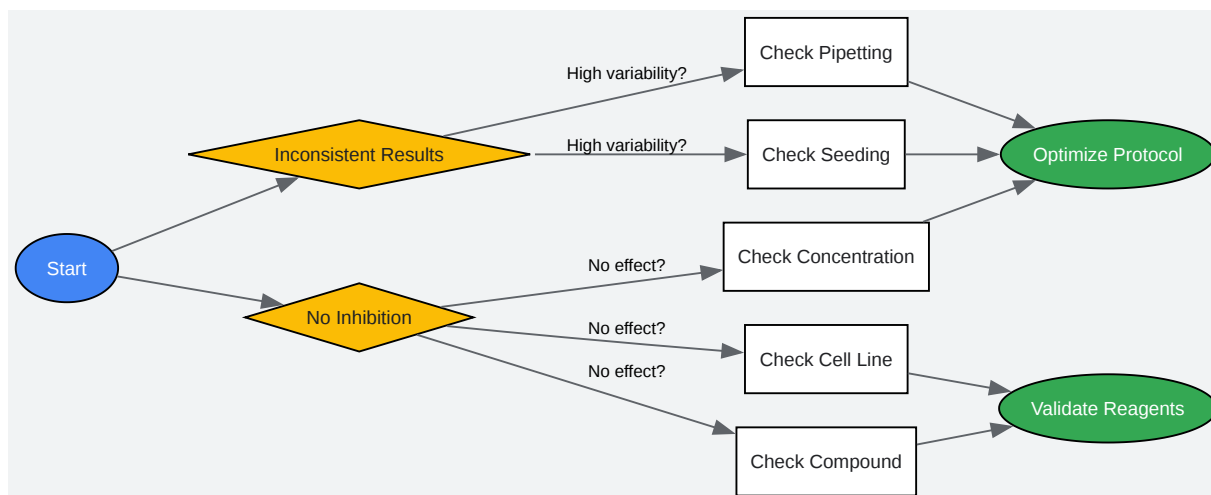 Check Pipetting
High variability?
Inconsistent Results
High variability?
Check Seeding
Optimize Protocol
Start
No effect?
Check Concentration
No Inhibition
No effect?
Check Cell Line
No effect?
Validate Reagents
Check Compound